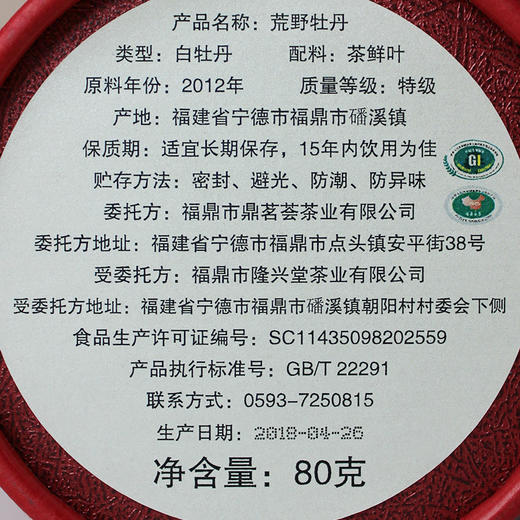 产品名称：荒野牡丹
类型：白牡丹 配料：茶鲜叶
原料年份：2012年 质量等级：特级
产地：福建省宁德市福鼎市磻溪镇
保质期：适宜长期保存，15年内饮用为佳
贮存方法：密封、避光、防潮、防异味
委托方：福鼎市鼎茗荟茶业有限公司
委托方地址：福建省宁德市福鼎市点头镇安平街38号
受委托方：福鼎市隆兴堂茶业有限公司
受委托方地址：福建省宁德市福鼎市磻溪镇朝阳村村委会下侧
食品生产许可证编号：SC11435098202559
产品执行标准号：GB/T 22291
联系方式：0593-7250815
生产日期：2018-04-26
净含量：80克
GI